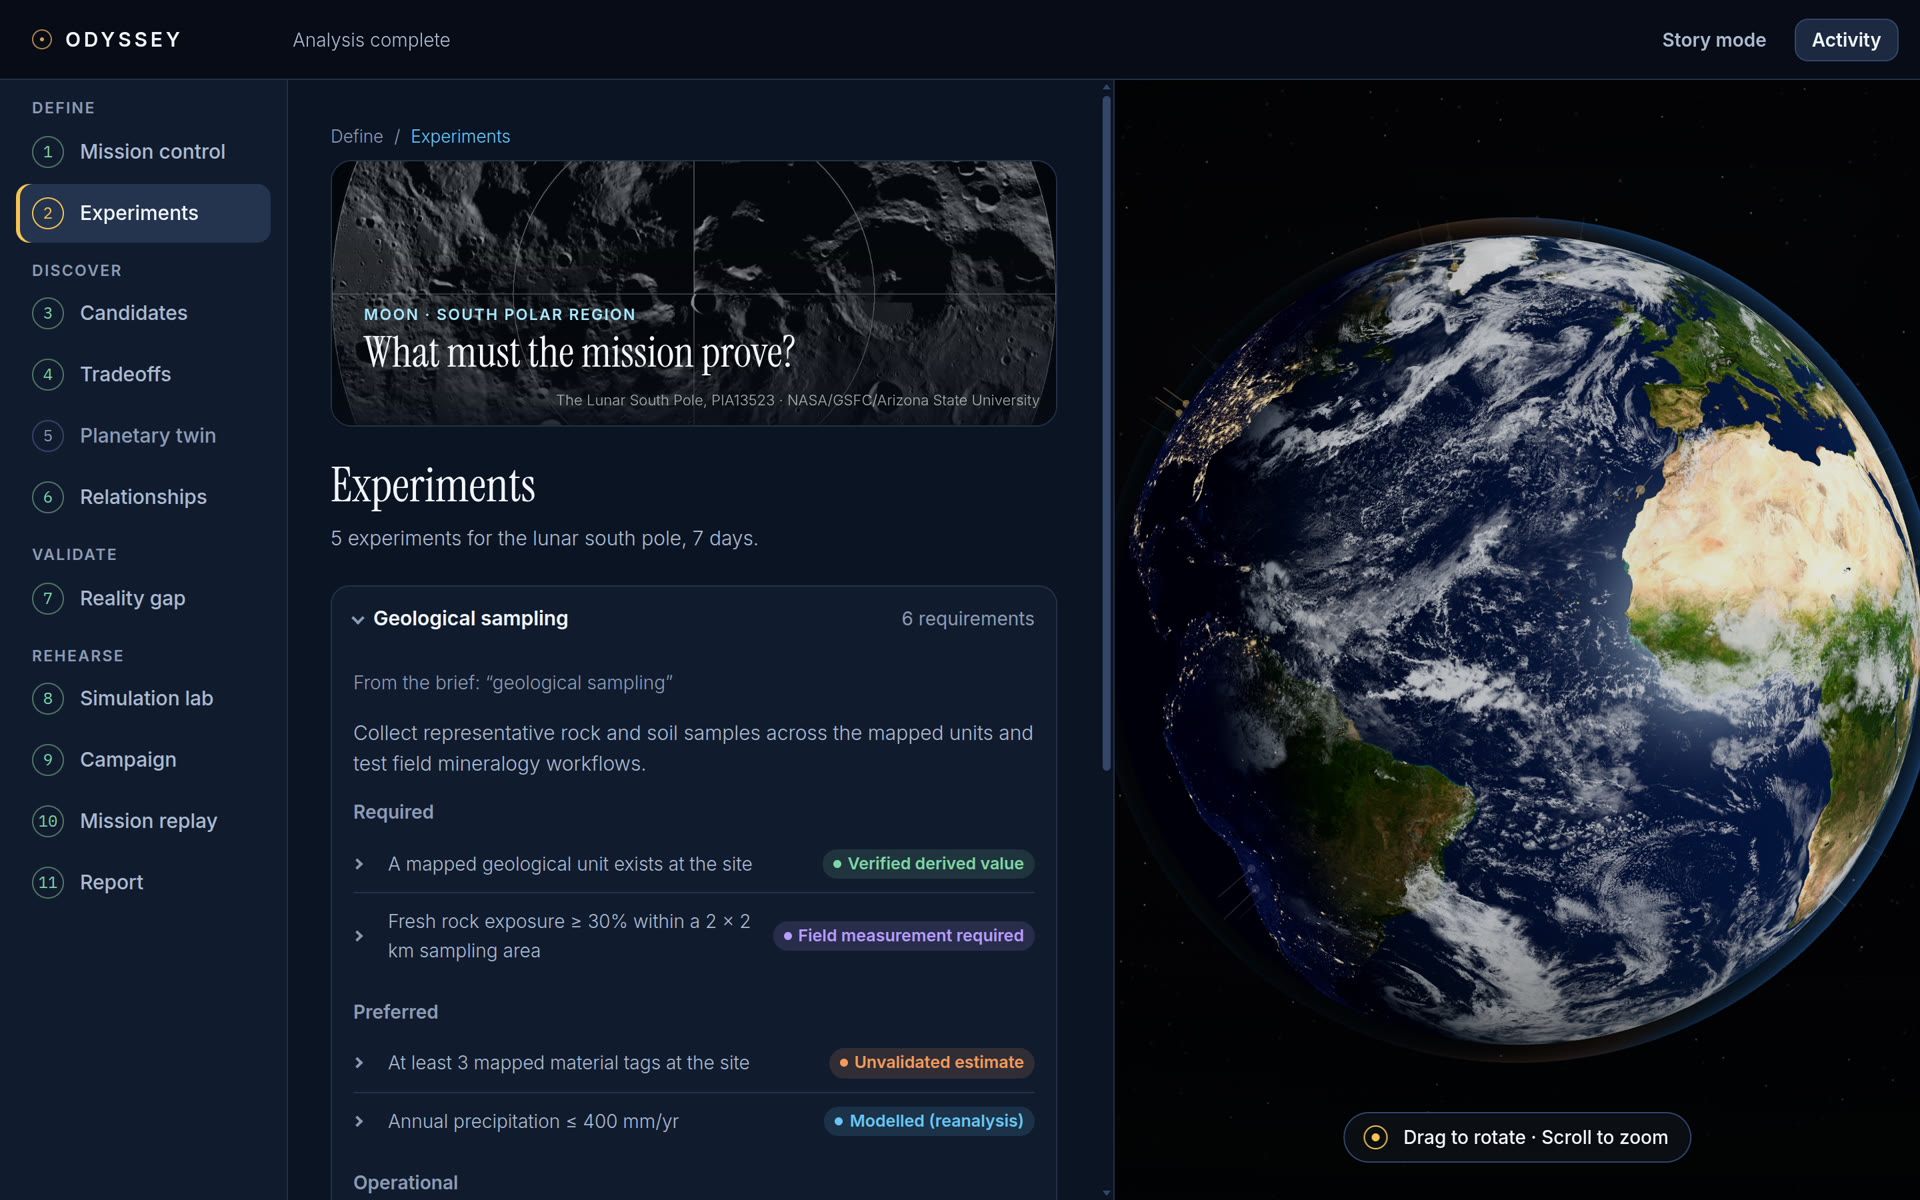 ODYSSEY
Analysis complete
Story mode
Activity
DEFINE
1 Mission control
2 Experiments
DISCOVER
3 Candidates
4 Tradeoffs
5 Planetary twin
6 Relationships
VALIDATE
7 Reality gap
REHEARSE
8 Simulation lab
9 Campaign
10 Mission replay
11 Report
Define / Experiments
MOON · SOUTH POLAR REGION
What must the mission prove?
The Lunar South Pole, PIA13523 · NASA/GSFC/Arizona State University
Experiments
5 experiments for the lunar south pole, 7 days.
Geological sampling
6 requirements
From the brief: “geological sampling”
Collect representative rock and soil samples across the mapped units and
test field mineralogy workflows.
Required
A mapped geological unit exists at the site
Verified derived value
Fresh rock exposure ≥ 30% within a 2 × 2
km sampling area
Field measurement required
Preferred
At least 3 mapped material tags at the site
Unvalidated estimate
Annual precipitation ≤ 400 mm/yr
Modelled (reanalysis)
Operational
Drag to rotate · Scroll to zoom